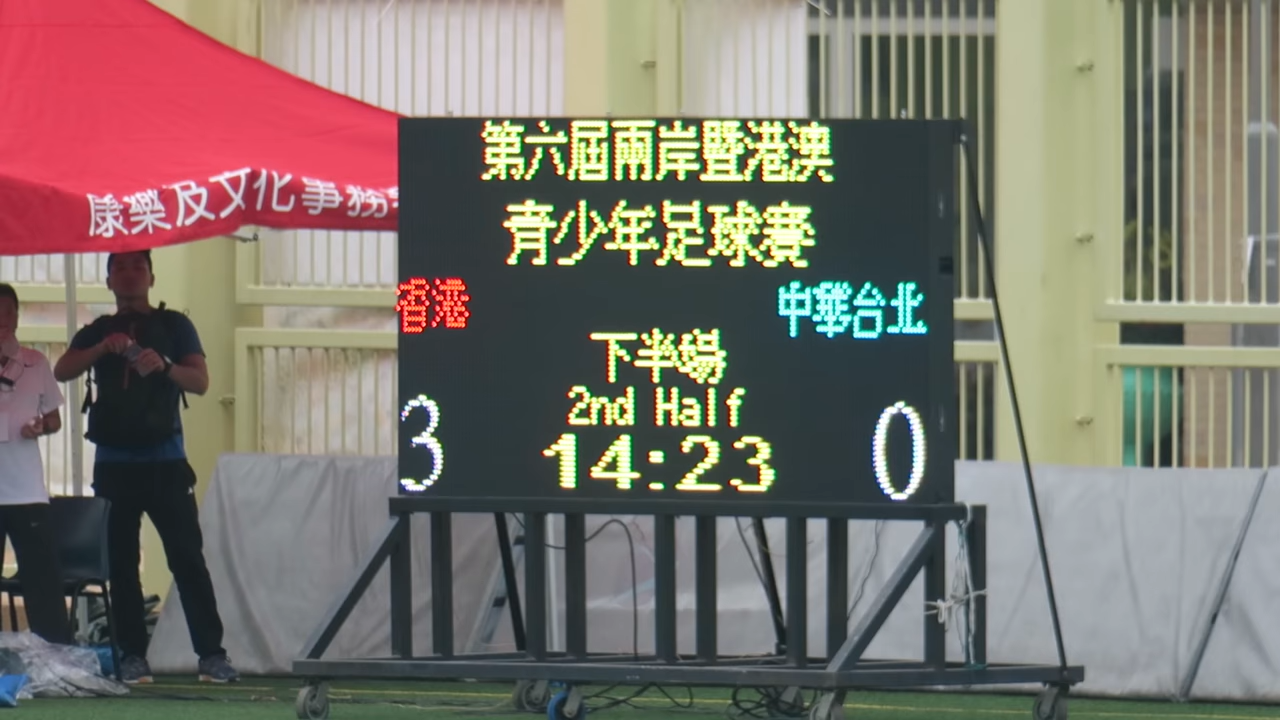 第六屆兩岸暨港澳
青少年足球賽
香港
中華台北
下半場
2nd Half
3
14:23
0
康樂及文化事務